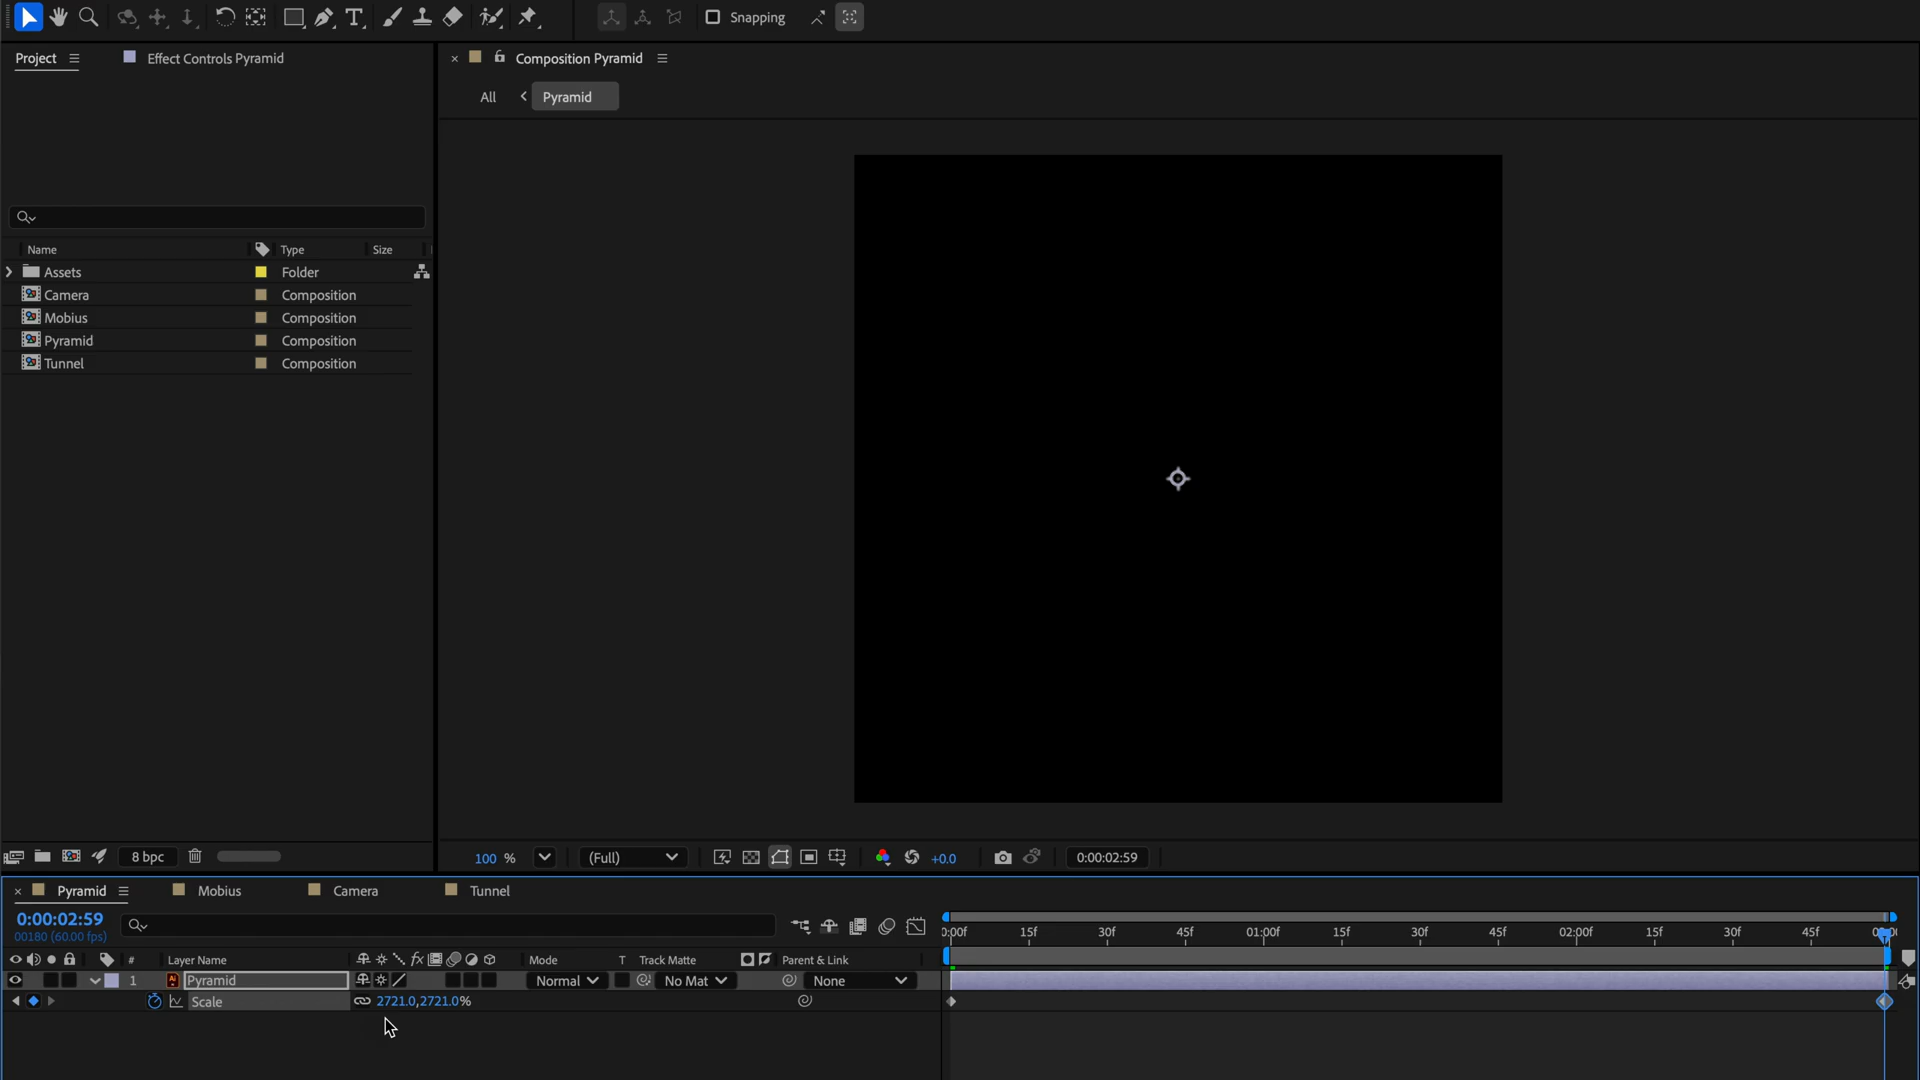 Snapping
Project
Effect Controls Pyramid
Composition Pyramid
All
Pyramid
Name Type Size
Assets Folder
Camera Composition
Mobius Composition
Pyramid Composition
Tunnel Composition
8 bpc
100 %
(Full)
+0.0
0:00:02:59
Pyramid
Mobius
Camera
Tunnel
0:00:02:59
00180 (60.00 fps)
:00f 15f 30f 45f 01:00f 15f 30f 45f 02:00f 15f 30f 45f
# Layer Name fx Mode T Track Matte Parent & Link
1 Ai Pyramid Normal No Mat None
Scale 2721.0,2721.0%